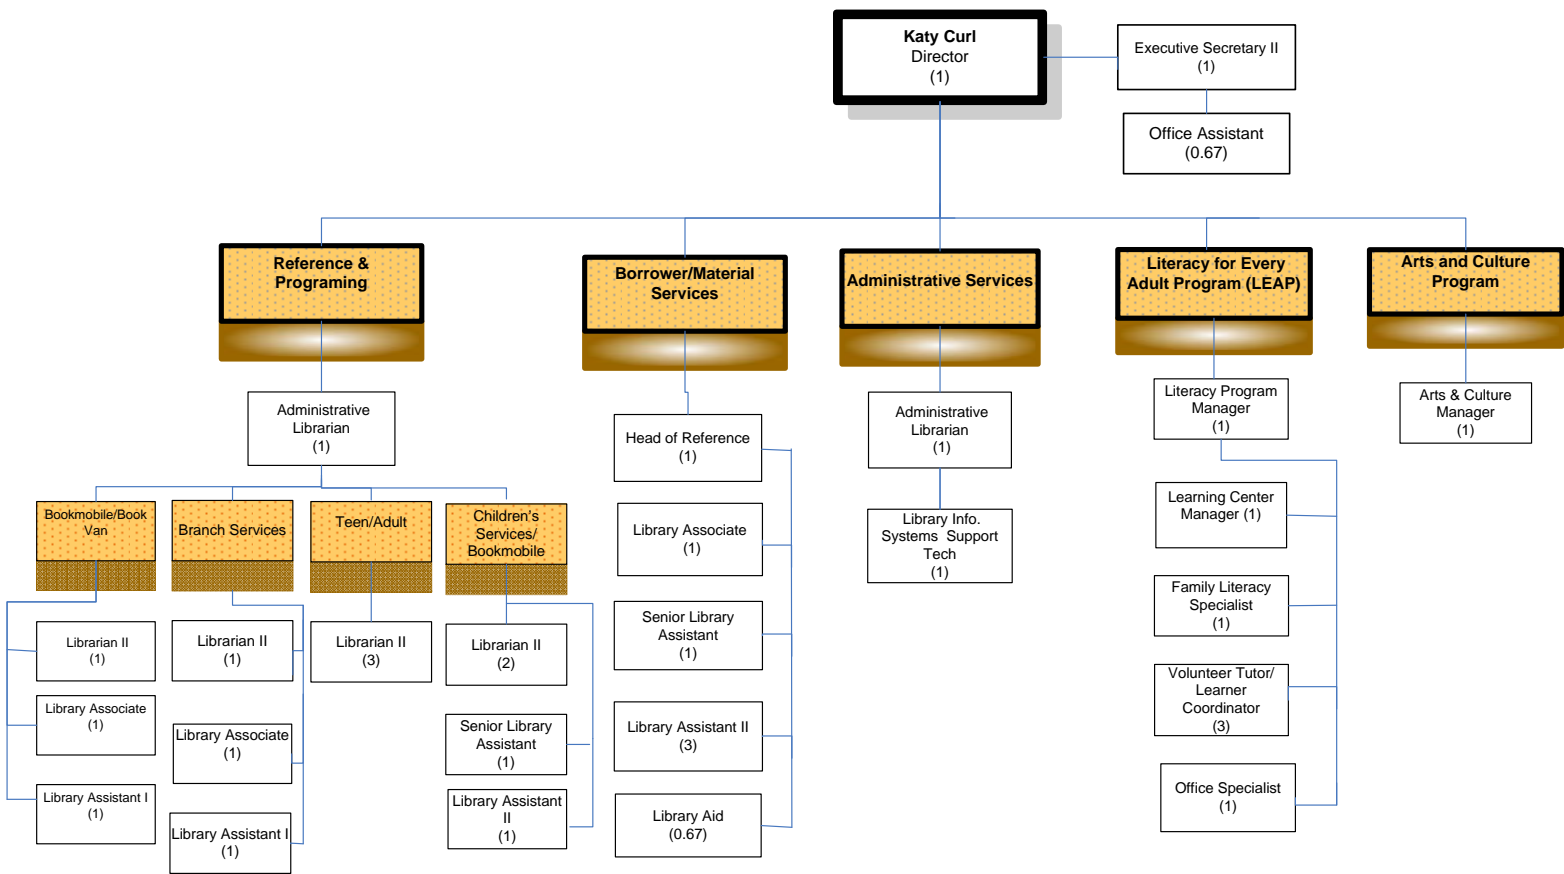 Katy Curl
Director
(1)
Executive Secretary II
(1)
Office Assistant
(0.67)
Reference &
Programing
Borrower/Material
Services
Administrative Services
Literacy for Every
Adult Program (LEAP)
Arts and Culture
Program
Administrative
Librarian
(1)
Bookmobile/Book
Van
Branch Services
Teen/Adult
Children's
Services/
Bookmobile
Librarian II
(1)
Library Associate
(1)
Library Assistant I
(1)
Librarian II
(1)
Library Associate
(1)
Library Assistant I
(1)
Librarian II
(3)
Librarian II
(2)
Senior Library
Assistant
(1)
Library Assistant
II
(1)
Head of Reference
(1)
Library Associate
(1)
Senior Library
Assistant
(1)
Library Assistant II
(3)
Library Aid
(0.67)
Administrative
Librarian
(1)
Library Info.
Systems Support
Tech
(1)
Literacy Program
Manager
(1)
Learning Center
Manager (1)
Family Literacy
Specialist
(1)
Volunteer Tutor/
Learner
Coordinator
(3)
Office Specialist
(1)
Arts & Culture
Manager
(1)